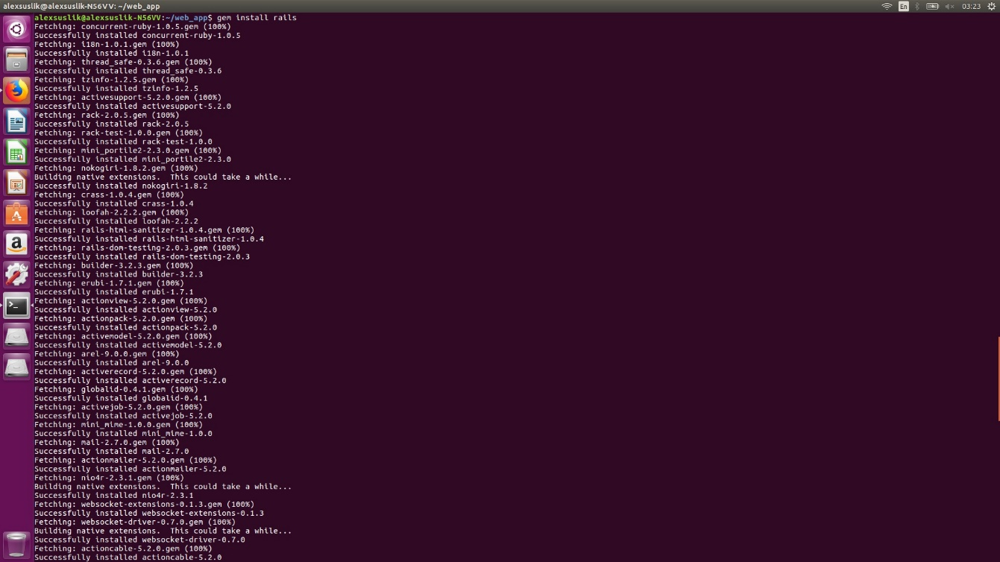 alexsuslik@alexsuslik-N56VV: ~/web_app
En
03:23
alexsuslik@alexsuslik-N56VV:~/web_app$ gem install rails
Fetching: concurrent-ruby-1.0.5.gem (100%)
Successfully installed concurrent-ruby-1.0.5
Fetching: i18n-1.0.1.gem (100%)
Successfully installed i18n-1.0.1
Fetching: thread_safe-0.3.6.gem (100%)
Successfully installed thread_safe-0.3.6
Fetching: tzinfo-1.2.5.gem (100%)
Successfully installed tzinfo-1.2.5
Fetching: activesupport-5.2.0.gem (100%)
Successfully installed activesupport-5.2.0
Fetching: rack-2.0.5.gem (100%)
Successfully installed rack-2.0.5
Fetching: rack-test-1.0.0.gem (100%)
Successfully installed rack-test-1.0.0
Fetching: mini_portile2-2.3.0.gem (100%)
Successfully installed mini_portile2-2.3.0
Fetching: nokogiri-1.8.2.gem (100%)
Building native extensions.  This could take a while...
Successfully installed nokogiri-1.8.2
Fetching: crass-1.0.4.gem (100%)
Successfully installed crass-1.0.4
Fetching: loofah-2.2.2.gem (100%)
Successfully installed loofah-2.2.2
Fetching: rails-html-sanitizer-1.0.4.gem (100%)
Successfully installed rails-html-sanitizer-1.0.4
Fetching: rails-dom-testing-2.0.3.gem (100%)
Successfully installed rails-dom-testing-2.0.3
Fetching: builder-3.2.3.gem (100%)
Successfully installed builder-3.2.3
Fetching: erubi-1.7.1.gem (100%)
Successfully installed erubi-1.7.1
Fetching: actionview-5.2.0.gem (100%)
Successfully installed actionview-5.2.0
Fetching: actionpack-5.2.0.gem (100%)
Successfully installed actionpack-5.2.0
Fetching: activemodel-5.2.0.gem (100%)
Successfully installed activemodel-5.2.0
Fetching: arel-9.0.0.gem (100%)
Successfully installed arel-9.0.0
Fetching: activerecord-5.2.0.gem (100%)
Successfully installed activerecord-5.2.0
Fetching: globalid-0.4.1.gem (100%)
Successfully installed globalid-0.4.1
Fetching: activejob-5.2.0.gem (100%)
Successfully installed activejob-5.2.0
Fetching: mini_mime-1.0.0.gem (100%)
Successfully installed mini_mime-1.0.0
Fetching: mail-2.7.0.gem (100%)
Successfully installed mail-2.7.0
Fetching: actionmailer-5.2.0.gem (100%)
Successfully installed actionmailer-5.2.0
Fetching: nio4r-2.3.1.gem (100%)
Building native extensions.  This could take a while...
Successfully installed nio4r-2.3.1
Fetching: websocket-extensions-0.1.3.gem (100%)
Successfully installed websocket-extensions-0.1.3
Fetching: websocket-driver-0.7.0.gem (100%)
Building native extensions.  This could take a while...
Successfully installed websocket-driver-0.7.0
Fetching: actioncable-5.2.0.gem (100%)
Successfully installed actioncable-5.2.0